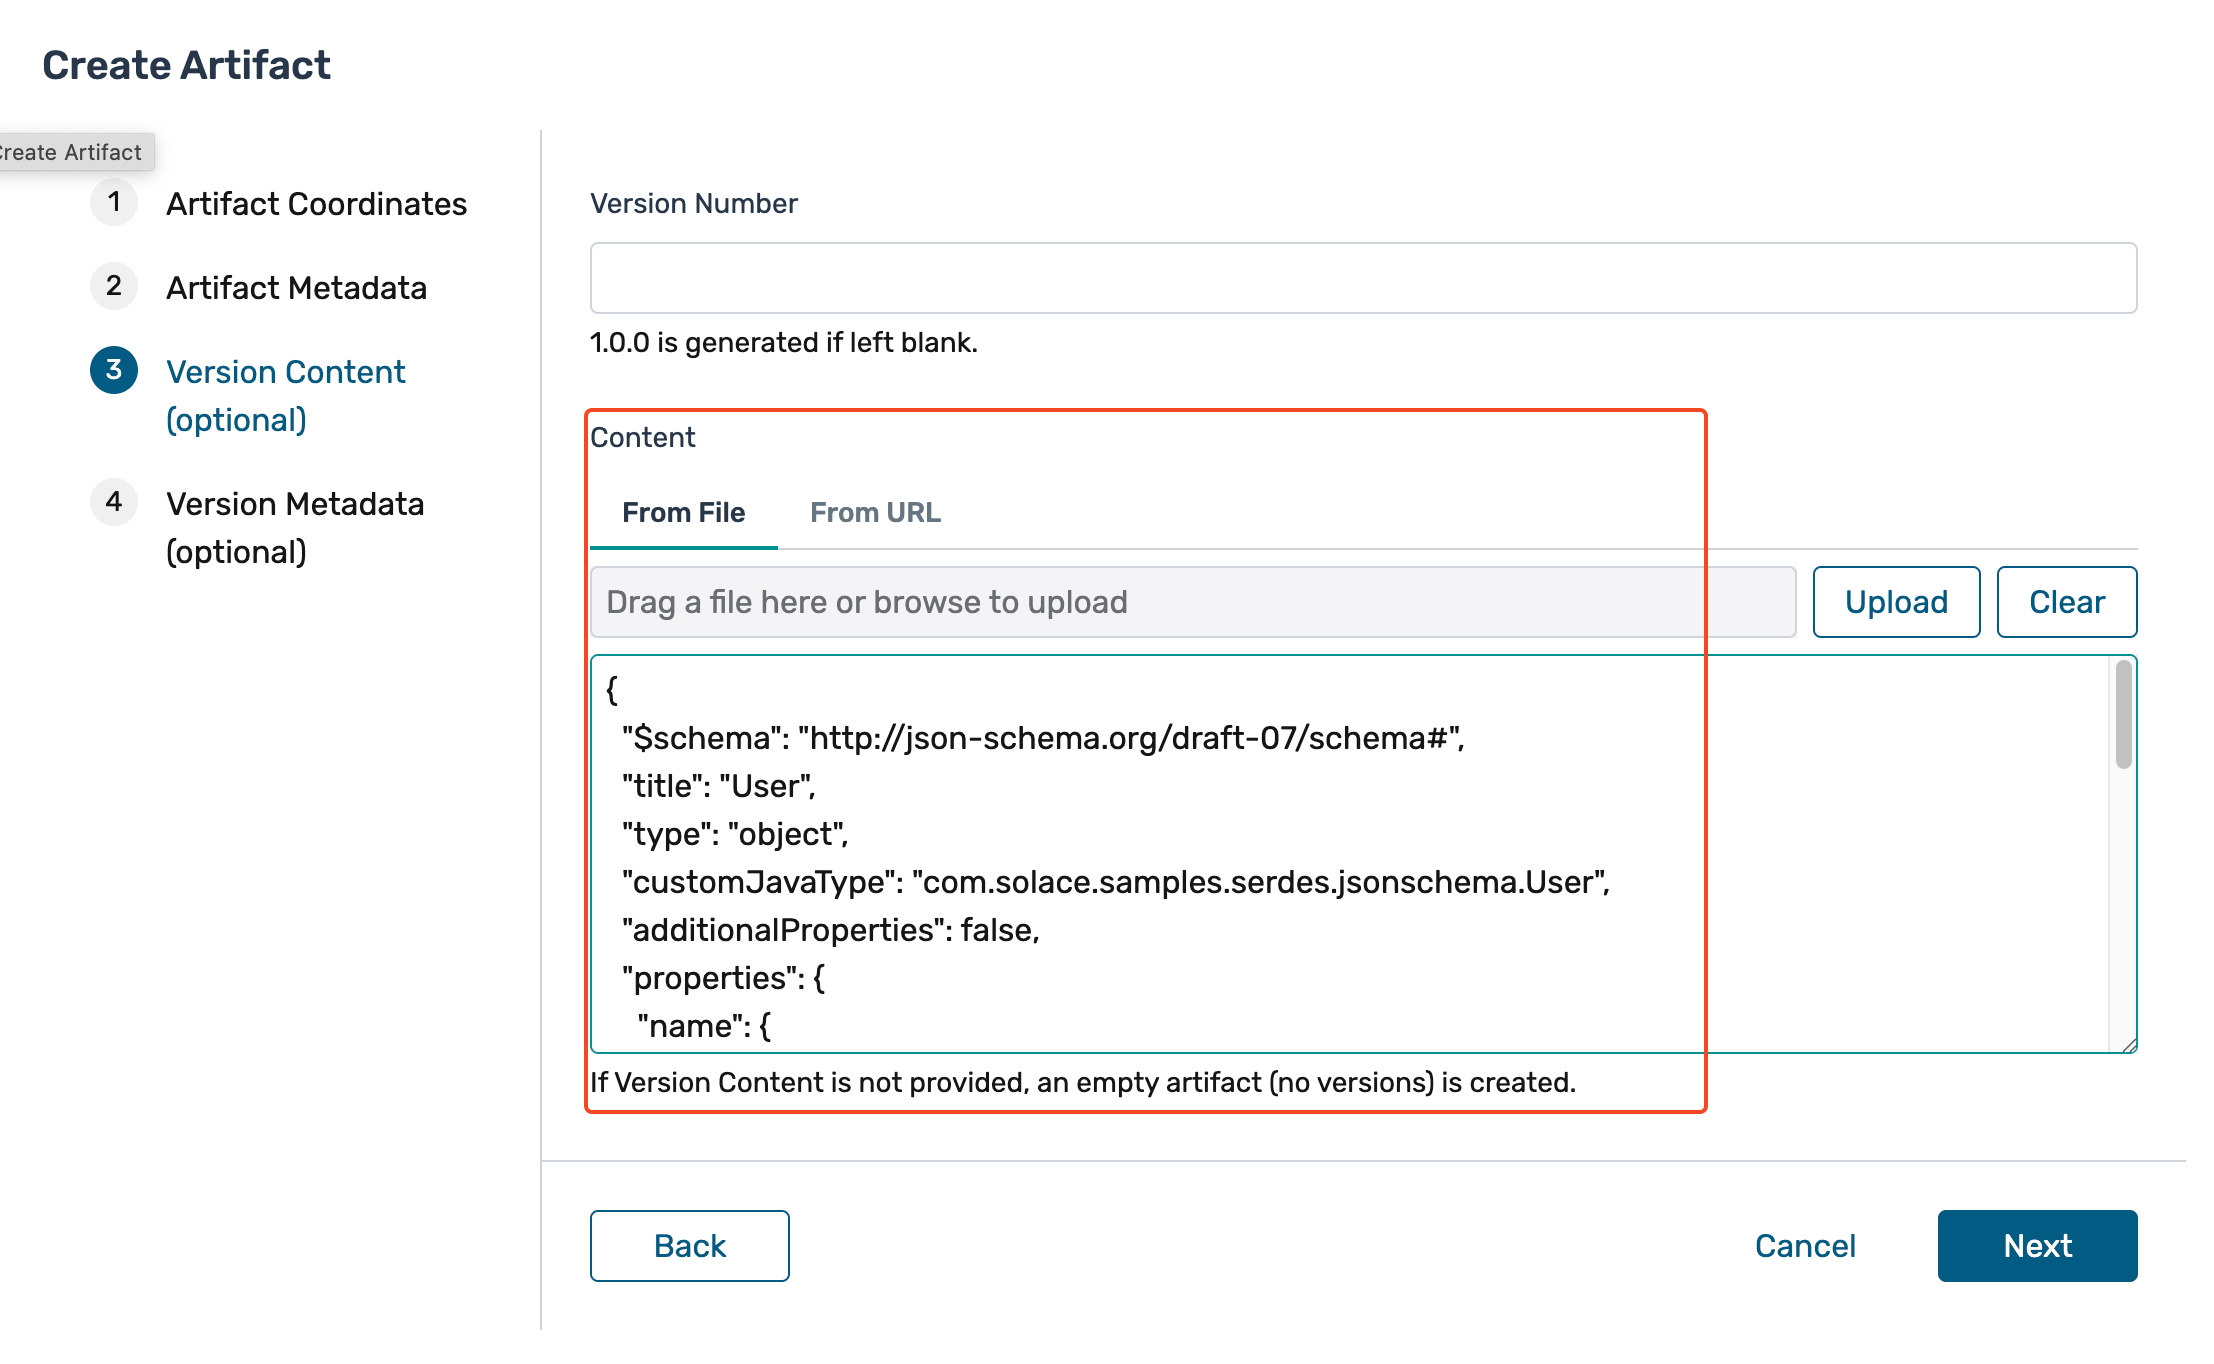 Create Artifact
Create Artifact
1 Artifact Coordinates
2 Artifact Metadata
3 Version Content
(optional)
4 Version Metadata
(optional)
Version Number
1.0.0 is generated if left blank.
Content
From File From URL
Drag a file here or browse to upload Upload Clear
{
"$schema": "http://json-schema.org/draft-07/schema#",
"title": "User",
"type": "object",
"customJavaType": "com.solace.samples.serdes.jsonschema.User",
"additionalProperties": false,
"properties": {
"name": {
If Version Content is not provided, an empty artifact (no versions) is created.
Back Cancel Next